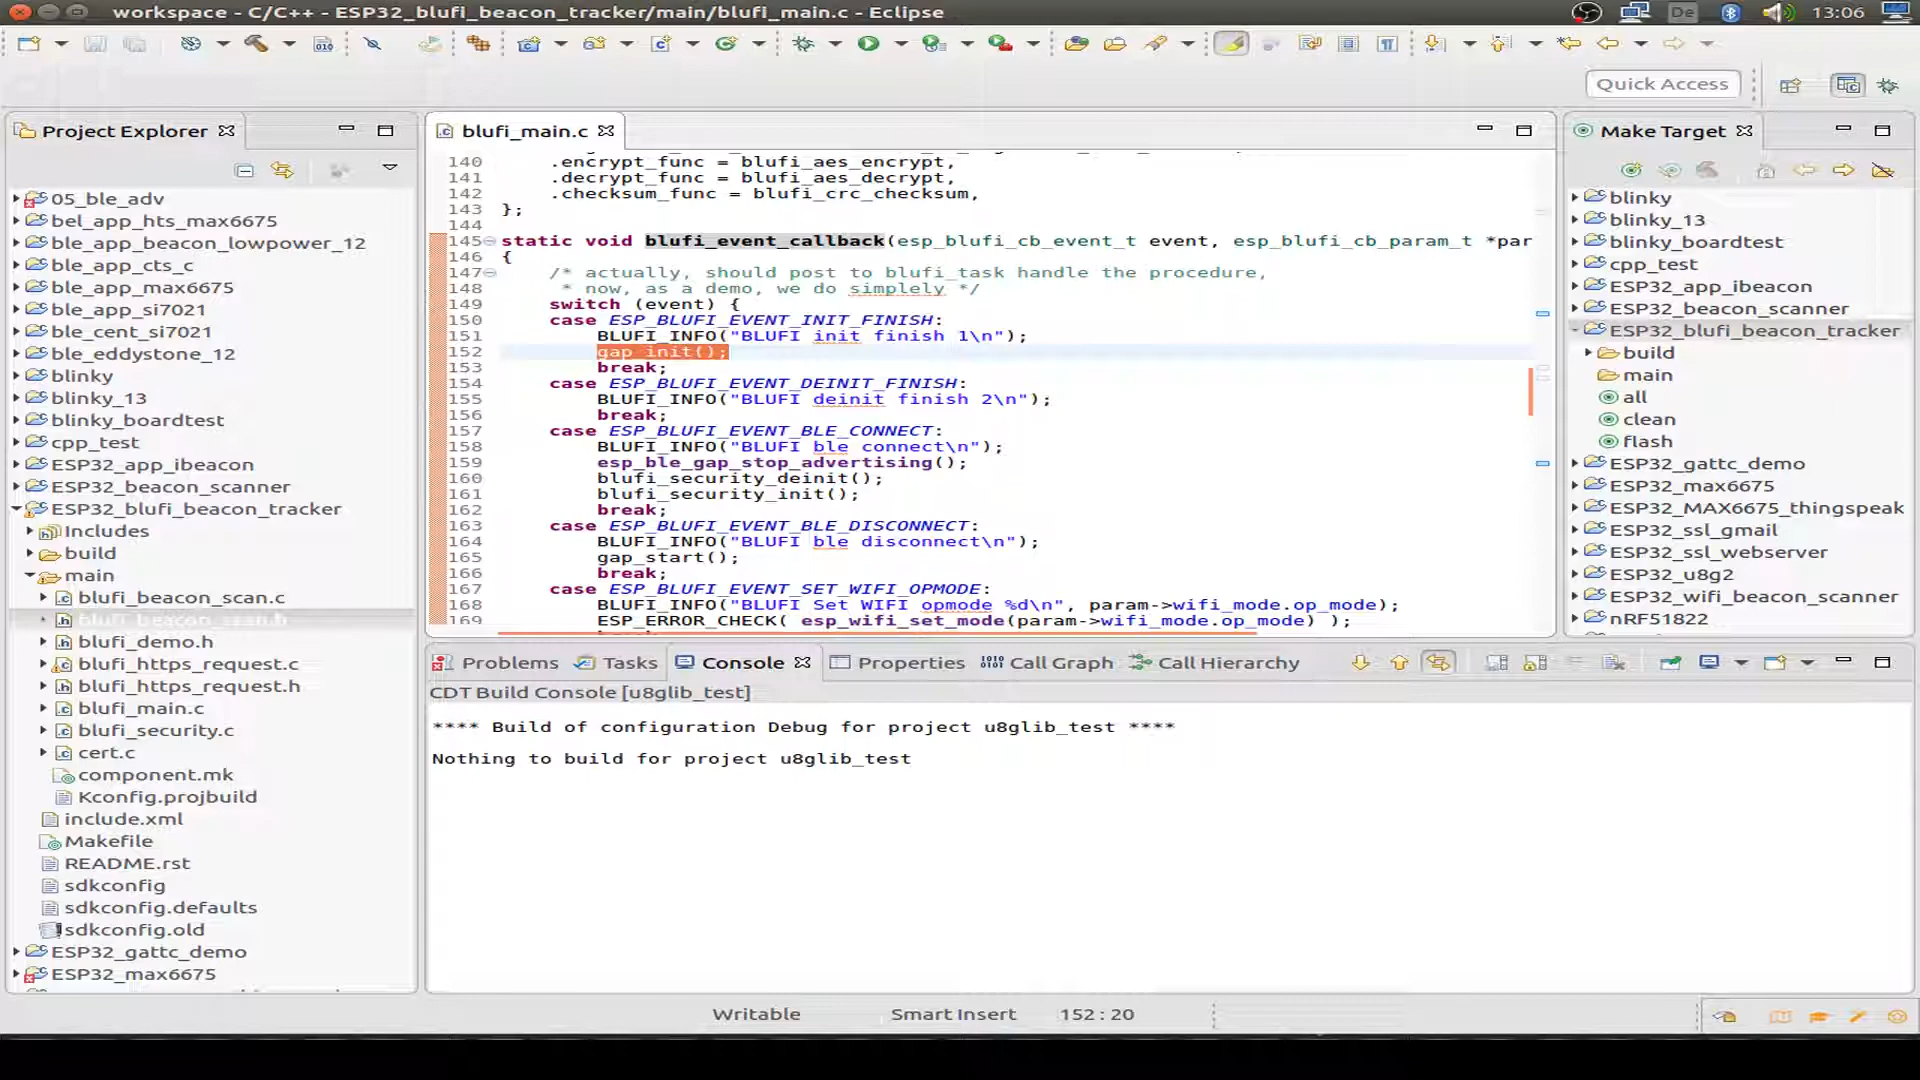 workspace - C/C++ - ESP32_blufi_beacon_tracker/main/blufi_main.c - Eclipse
De
13:06
Quick Access
Project Explorer
05_ble_adv
bel_app_hts_max6675
ble_app_beacon_lowpower_12
ble_app_cts_c
ble_app_max6675
ble_app_si7021
ble_cent_si7021
ble_eddystone_12
blinky
blinky_13
blinky_boardtest
cpp_test
ESP32_app_ibeacon
ESP32_beacon_scanner
ESP32_blufi_beacon_tracker
Includes
build
main
blufi_beacon_scan.c
blufi_beacon_scan.h
blufi_demo.h
blufi_https_request.c
blufi_https_request.h
blufi_main.c
blufi_security.c
cert.c
component.mk
Kconfig.projbuild
include.xml
Makefile
README.rst
sdkconfig
sdkconfig.defaults
sdkconfig.old
ESP32_gattc_demo
ESP32_max6675
blufi_main.c
140 .encrypt_func = blufi_aes_encrypt,
141 .decrypt_func = blufi_aes_decrypt,
142 .checksum_func = blufi_crc_checksum,
143 };
144
145 static void blufi_event_callback(esp_blufi_cb_event_t event, esp_blufi_cb_param_t *par
146 {
147 /* actually, should post to blufi_task handle the procedure,
148 * now, as a demo, we do simplely */
149 switch (event) {
150 case ESP_BLUFI_EVENT_INIT_FINISH:
151 BLUFI_INFO("BLUFI init finish 1\n");
152 gap_init();
153 break;
154 case ESP_BLUFI_EVENT_DEINIT_FINISH:
155 BLUFI_INFO("BLUFI deinit finish 2\n");
156 break;
157 case ESP_BLUFI_EVENT_BLE_CONNECT:
158 BLUFI_INFO("BLUFI ble connect\n");
159 esp_ble_gap_stop_advertising();
160 blufi_security_deinit();
161 blufi_security_init();
162 break;
163 case ESP_BLUFI_EVENT_BLE_DISCONNECT:
164 BLUFI_INFO("BLUFI ble disconnect\n");
165 gap_start();
166 break;
167 case ESP_BLUFI_EVENT_SET_WIFI_OPMODE:
168 BLUFI_INFO("BLUFI Set WIFI opmode %d\n", param->wifi_mode.op_mode);
169 ESP_ERROR_CHECK( esp_wifi_set_mode(param->wifi_mode.op_mode) );
Make Target
blinky
blinky_13
blinky_boardtest
cpp_test
ESP32_app_ibeacon
ESP32_beacon_scanner
ESP32_blufi_beacon_tracker
build
main
all
clean
flash
ESP32_gattc_demo
ESP32_max6675
ESP32_MAX6675_thingspeak
ESP32_ssl_gmail
ESP32_ssl_webserver
ESP32_u8g2
ESP32_wifi_beacon_scanner
nRF51822
Problems
Tasks
Console
Properties
Call Graph
Call Hierarchy
CDT Build Console [u8glib_test]
**** Build of configuration Debug for project u8glib_test ****
Nothing to build for project u8glib_test
Writable
Smart Insert
152 : 20